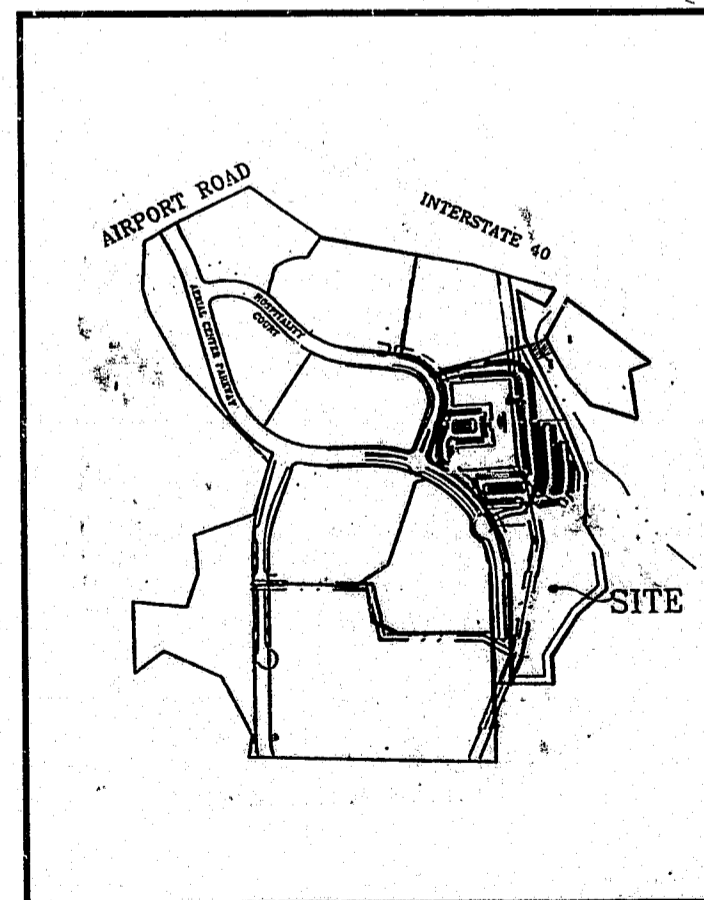 AIRPORT ROAD
INTERSTATE 40
HOSPITALITY
COURT
AERIAL CENTER PARKWAY
SITE